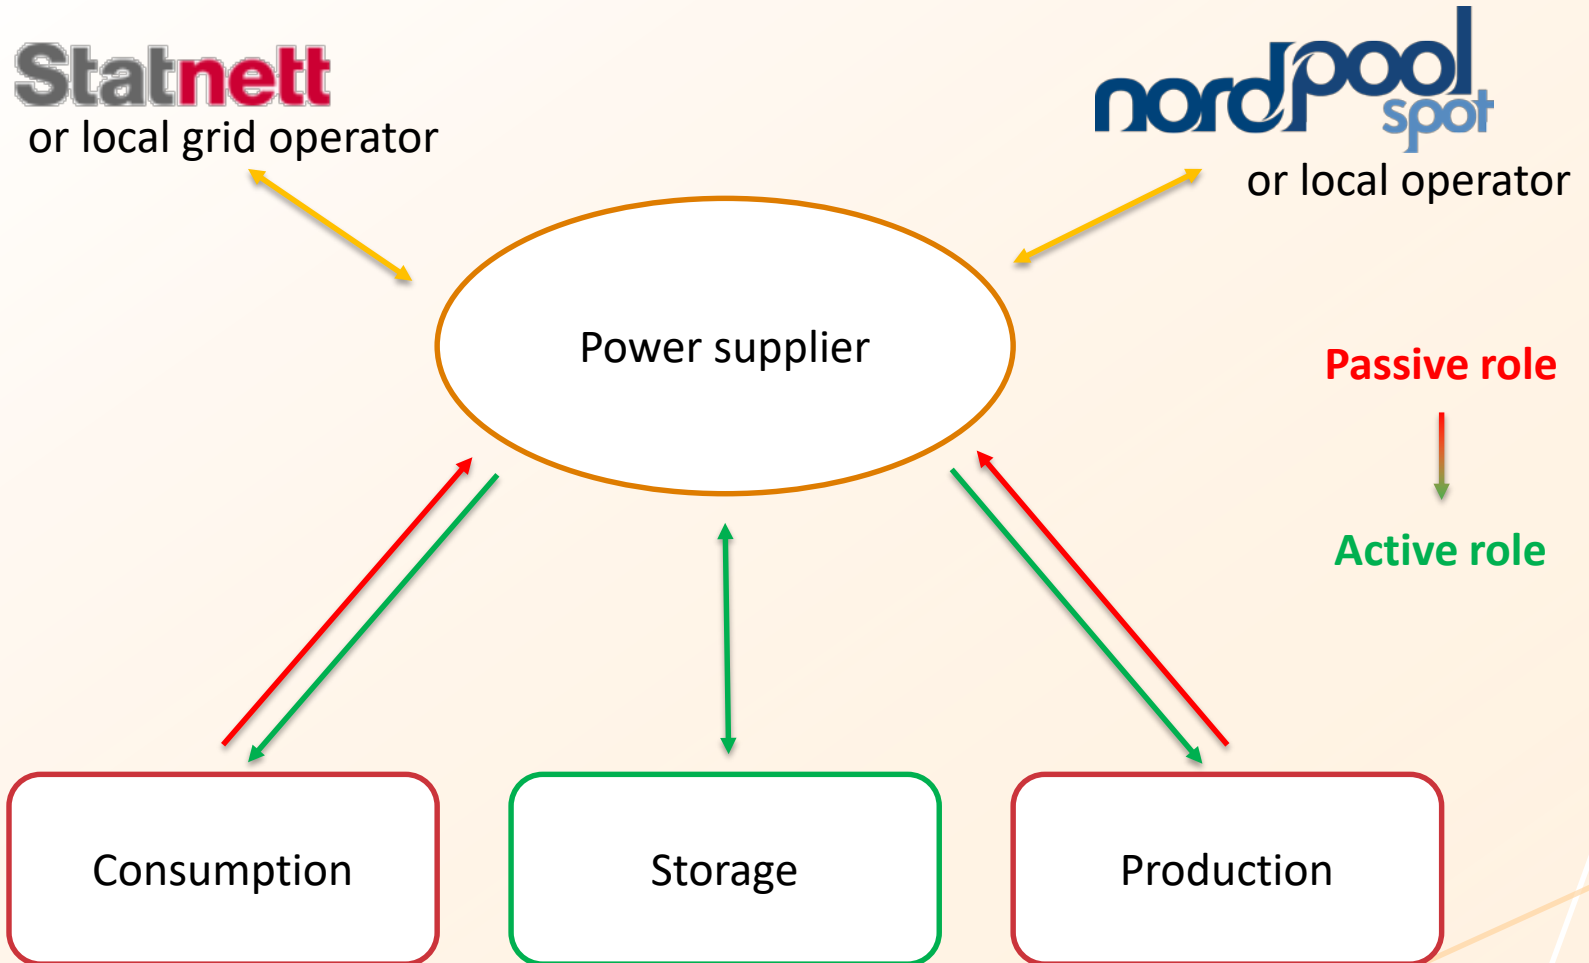 Statnett
or local grid operator
nordpool
spot
or local operator
Power supplier
Passive role
Active role
Consumption
Storage
Production